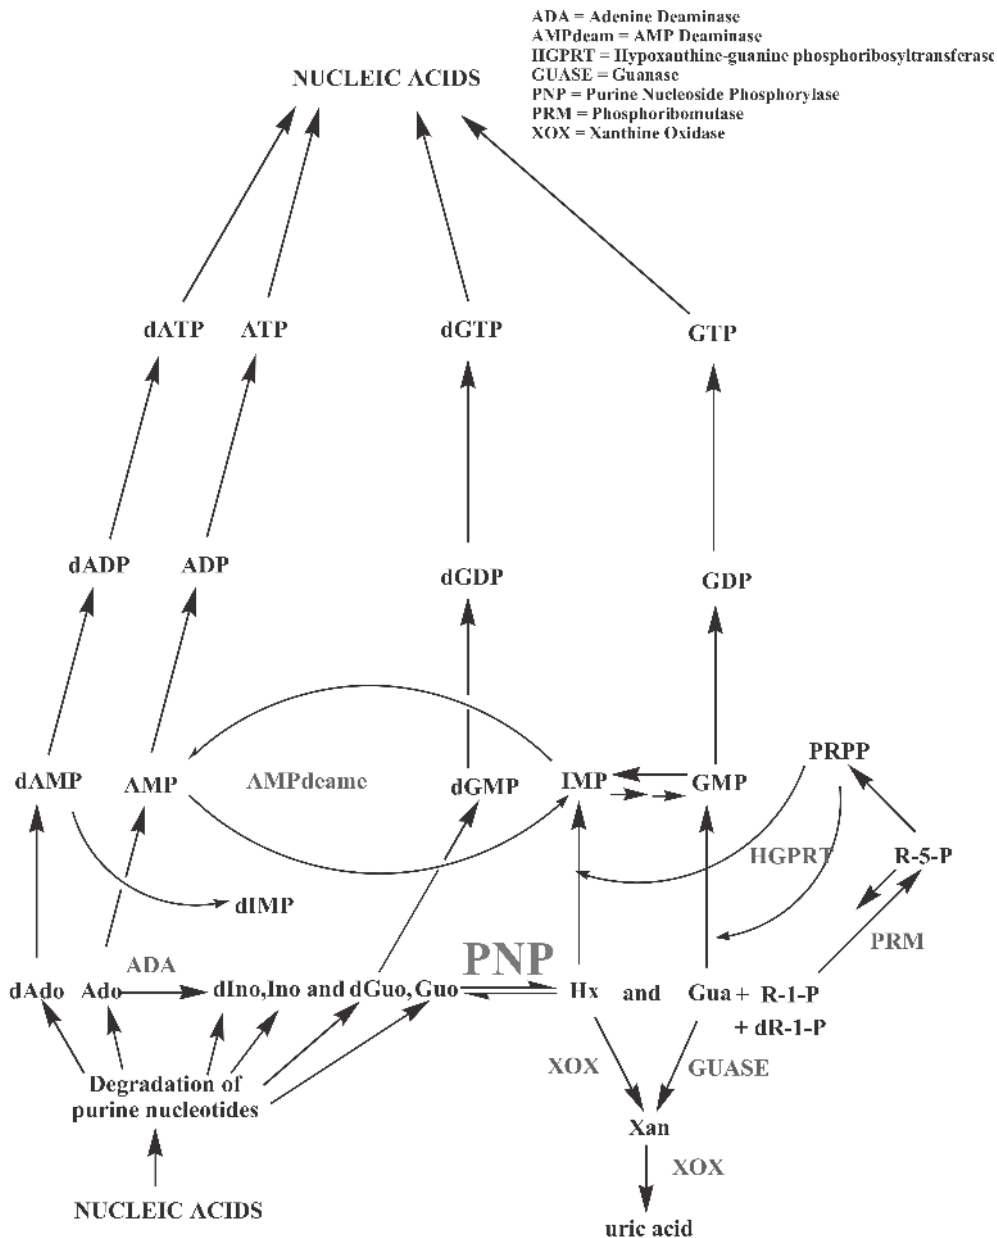 ADA = Adenine Deaminase
AMPdeam = AMP Deaminase
HGPRT = Hypoxanthine-guanine phosphoribosyltransferase
GUASE = Guanase
PNP = Purine Nucleoside Phosphorylase
PRM = Phosphoribomutase
XOX = Xanthine Oxidase
NUCLEIC ACIDS
dATP ATP dGTP GTP
dADP ADP dGDP GDP
PRPP
dAMP AMP AMPdeame dGMP IMP GMP
HGPRT R-5-P
dIMP
PRM
ADA PNP
dAdo Ado dIno,Ino and dGuo,Guo Hx and Gua + R-1-P
+ dR-1-P
XOX GUASE
Degradation of
purine nucleotides
Xan
XOX
NUCLEIC ACIDS
uric acid